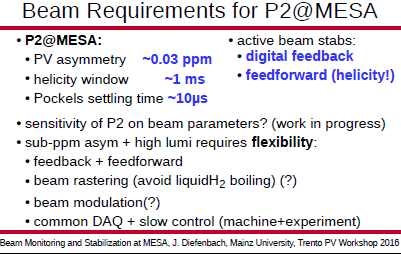 Beam Requirements for P2@MESA
• P2@MESA:
• PV asymmetry ~0.03 ppm
• helicity window ~1 ms
• Pockels settling time ~10µs
• active beam stabs:
• digital feedback
• feedforward (helicity!)
• sensitivity of P2 on beam parameters? (work in progress)
• sub-ppm asym + high lumi requires flexibility:
• feedback + feedforward
• beam rastering (avoid liquidH₂ boiling) (?)
• beam modulation(?)
• common DAQ + slow control (machine+experiment)
Beam Monitoring and Stabilization at MESA, J. Diefenbach, Mainz University, Trento PV Workshop 2016